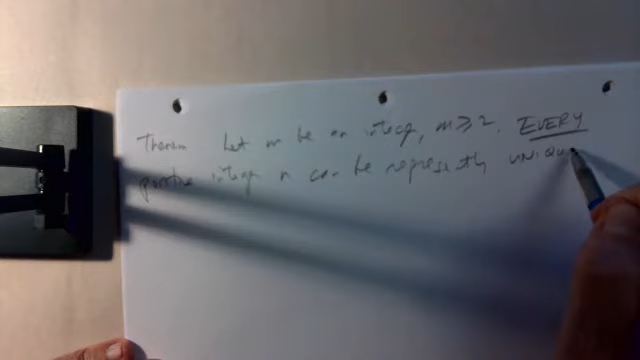 Theorem Let m be an integer, m ≥ 2. EVERY
positive integer n can be represented UNIQU